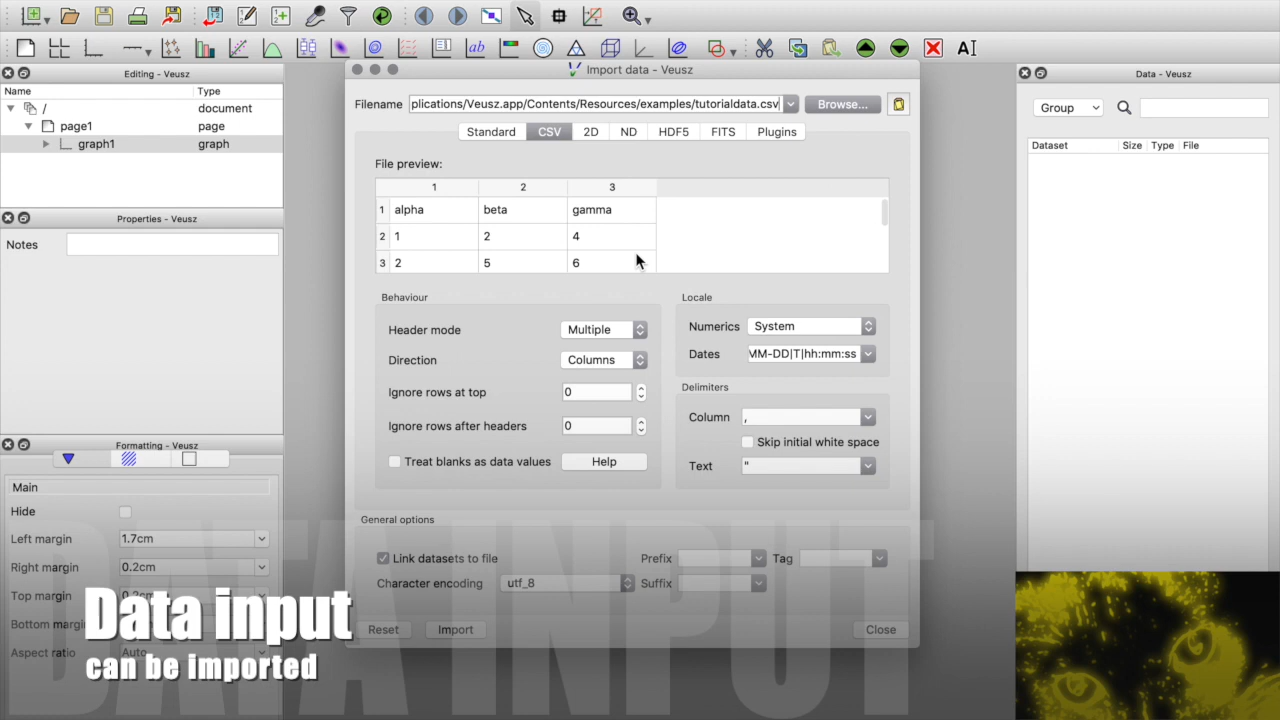 AI
Import data - Veusz
Editing - Veusz
Name Type
/ document
page1 page
graph1 graph
Properties - Veusz
Notes
Formatting - Veusz
Main
Hide
Left margin 1.7cm
Right margin 0.2cm
Top margin 0.2cm
Bottom margin
Aspect ratio Auto
Filename plications/Veusz.app/Contents/Resources/examples/tutorialdata.csv Browse...
Standard CSV 2D ND HDF5 FITS Plugins
File preview:
1 2 3
1 alpha beta gamma
2 1 2 4
3 2 5 6
Behaviour
Header mode Multiple
Direction Columns
Ignore rows at top 0
Ignore rows after headers 0
Treat blanks as data values Help
Locale
Numerics System
Dates MM-DD|T|hh:mm:ss
Delimiters
Column ,
Skip initial white space
Text "
General options
Link datasets to file Prefix Tag
Character encoding utf_8 Suffix
Reset Import Close
Data - Veusz
Group
Dataset Size Type File
DATA INPUT
Data input
can be imported